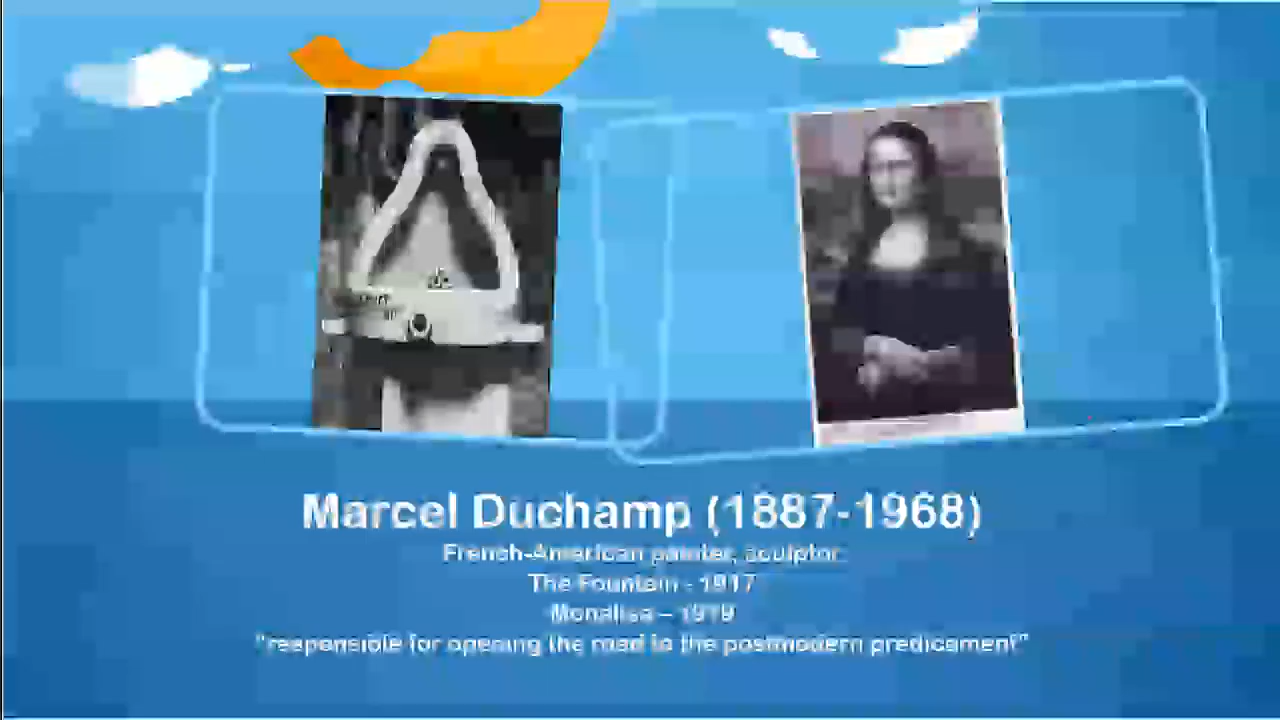 Marcel Duchamp (1887-1968)
French-American painter, sculptor
The Fountain - 1917
Monalisa – 1919
"responsible for opening the road to the postmodern predicament"